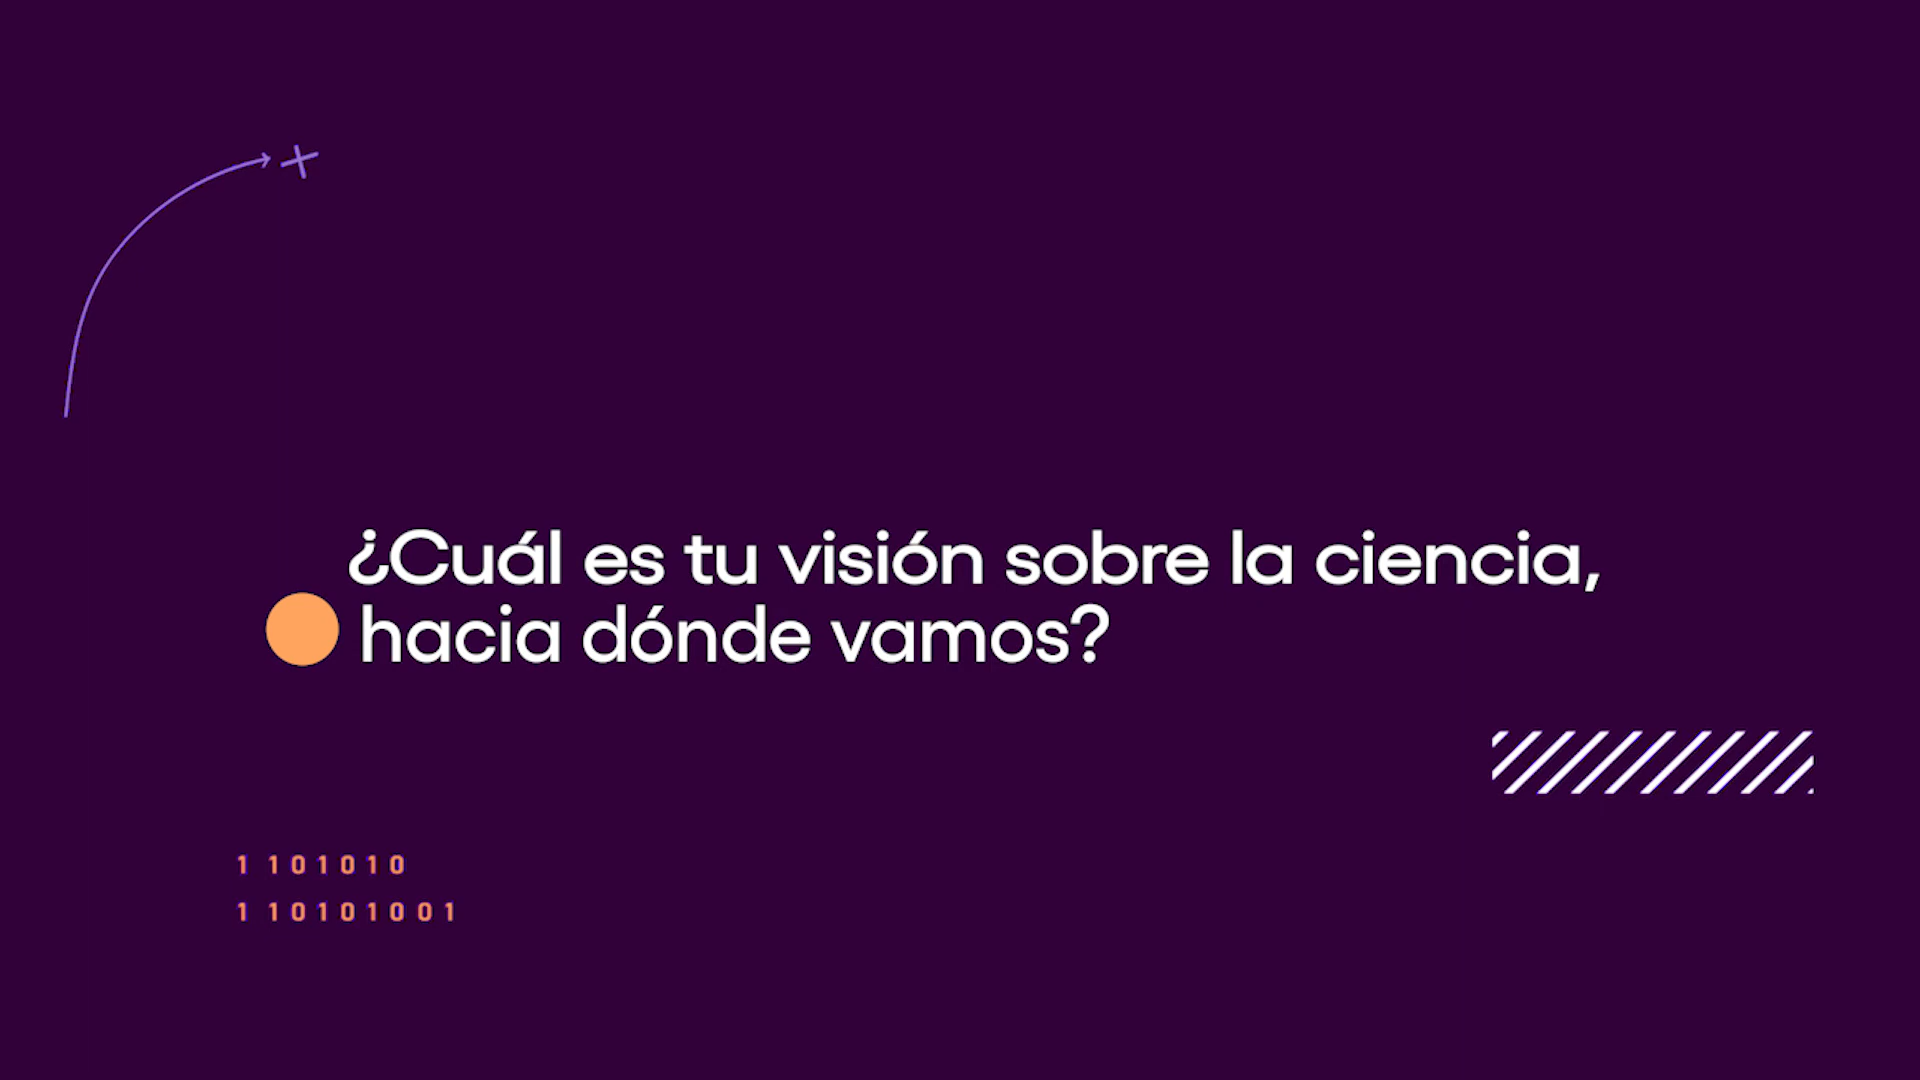 ¿Cuál es tu visión sobre la ciencia,
hacia dónde vamos?
1 101010
1 10101001